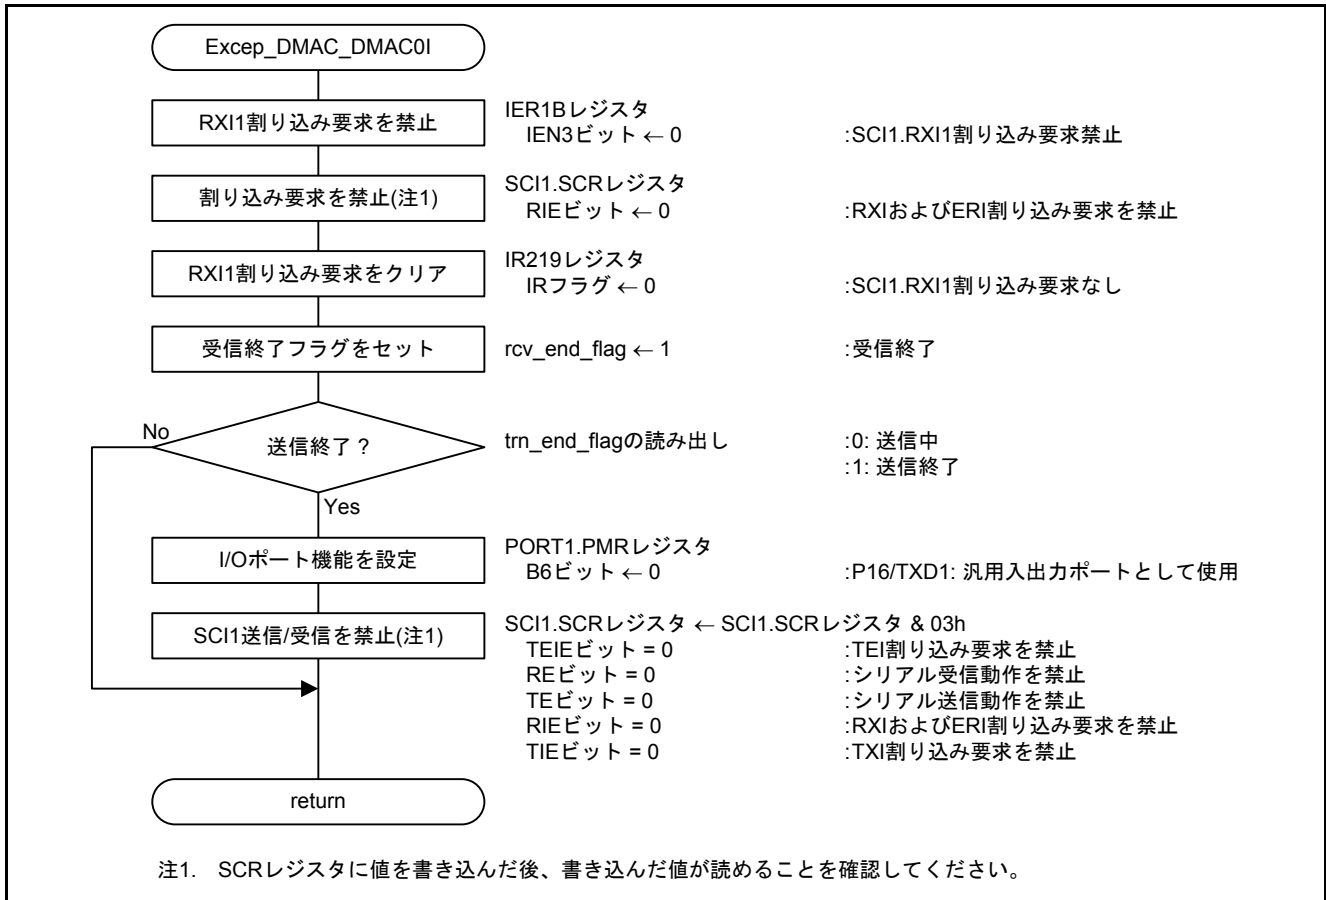 Excep_DMAC_DMAC0I
RXI1割り込み要求を禁止
IER1Bレジスタ
IEN3ビット ← 0 :SCI1.RXI1割り込み要求禁止
割り込み要求を禁止(注1)
SCI1.SCRレジスタ
RIEビット ← 0 :RXIおよびERI割り込み要求を禁止
RXI1割り込み要求をクリア
IR219レジスタ
IRフラグ ← 0 :SCI1.RXI1割り込み要求なし
受信終了フラグをセット rcv_end_flag ← 1 :受信終了
No
送信終了？ trn_end_flagの読み出し :0: 送信中
:1: 送信終了
Yes
I/Oポート機能を設定
PORT1.PMRレジスタ
B6ビット ← 0 :P16/TXD1: 汎用入出力ポートとして使用
SCI1送信/受信を禁止(注1)
SCI1.SCRレジスタ ← SCI1.SCRレジスタ & 03h
TEIEビット = 0 :TEI割り込み要求を禁止
REビット = 0 :シリアル受信動作を禁止
TEビット = 0 :シリアル送信動作を禁止
RIEビット = 0 :RXIおよびERI割り込み要求を禁止
TIEビット = 0 :TXI割り込み要求を禁止
return
注1. SCRレジスタに値を書き込んだ後、書き込んだ値が読めることを確認してください。